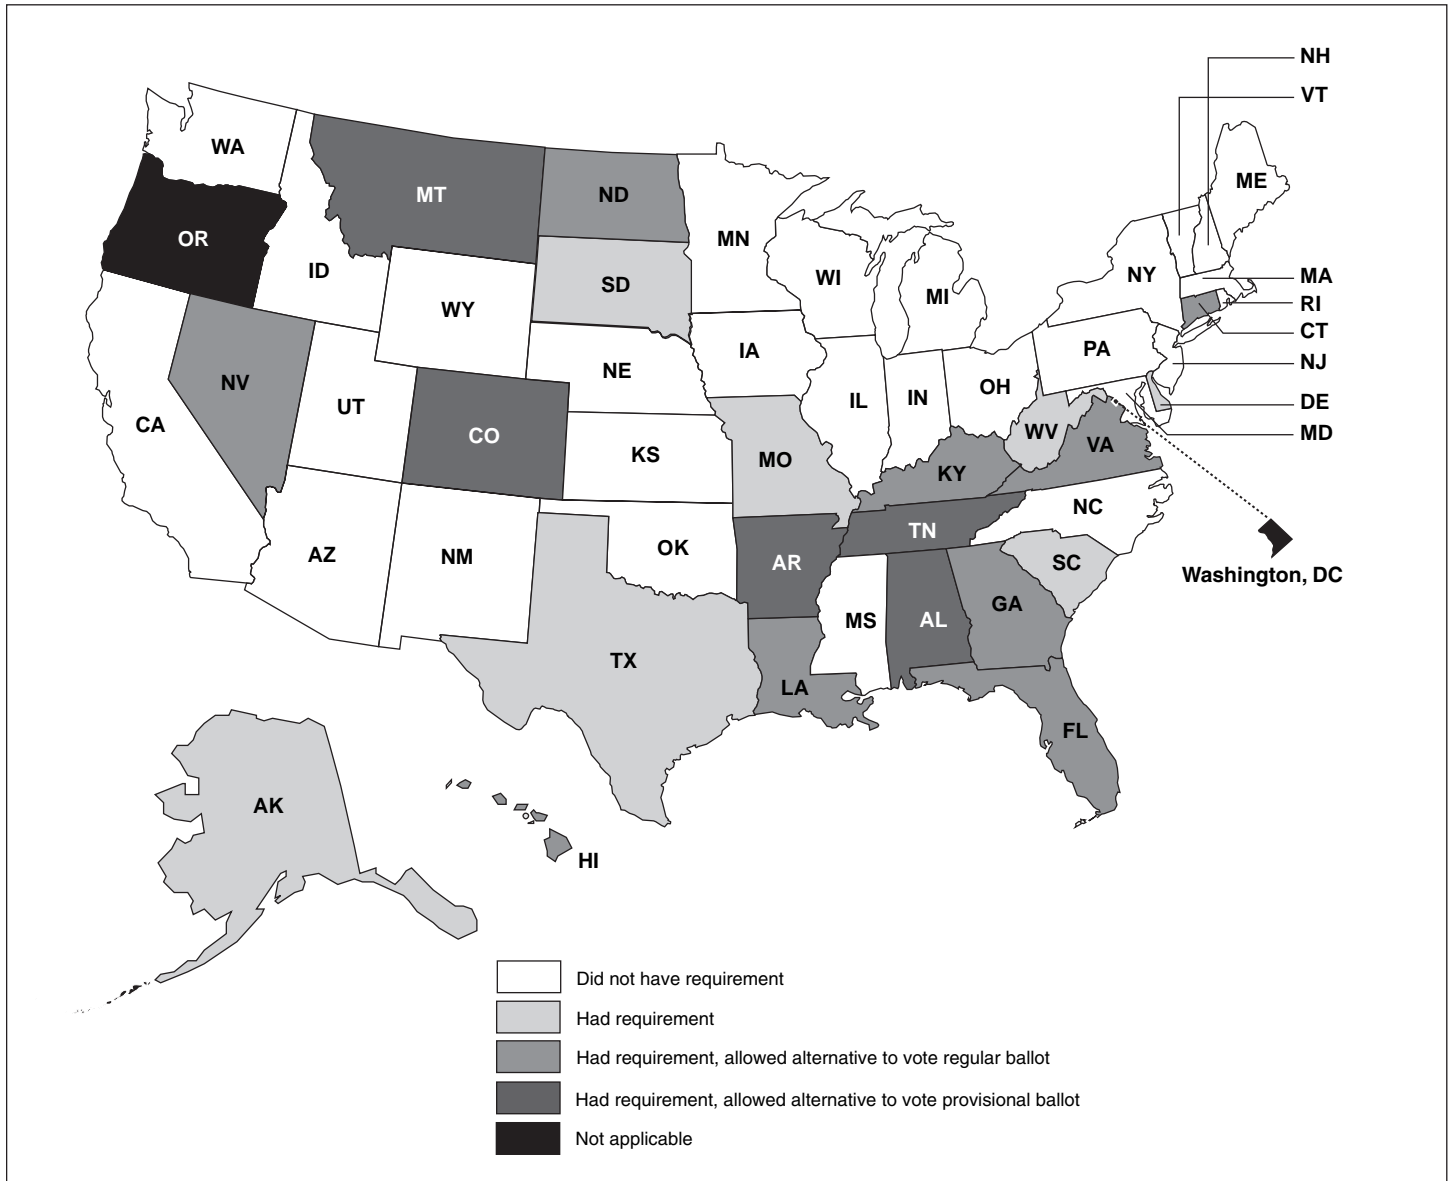 NH
VT
ME
WA
MT
ND
MN
OR
ID
SD
WI
MI
NY
MA
RI
CT
WY
IA
PA
NJ
NE
NV
UT
CO
IL
IN
OH
DE
MD
CA
KS
MO
WV
VA
KY
NC
AZ
NM
OK
AR
TN
SC
Washington, DC
MS
AL
GA
TX
LA
FL
AK
HI
Did not have requirement
Had requirement
Had requirement, allowed alternative to vote regular ballot
Had requirement, allowed alternative to vote provisional ballot
Not applicable